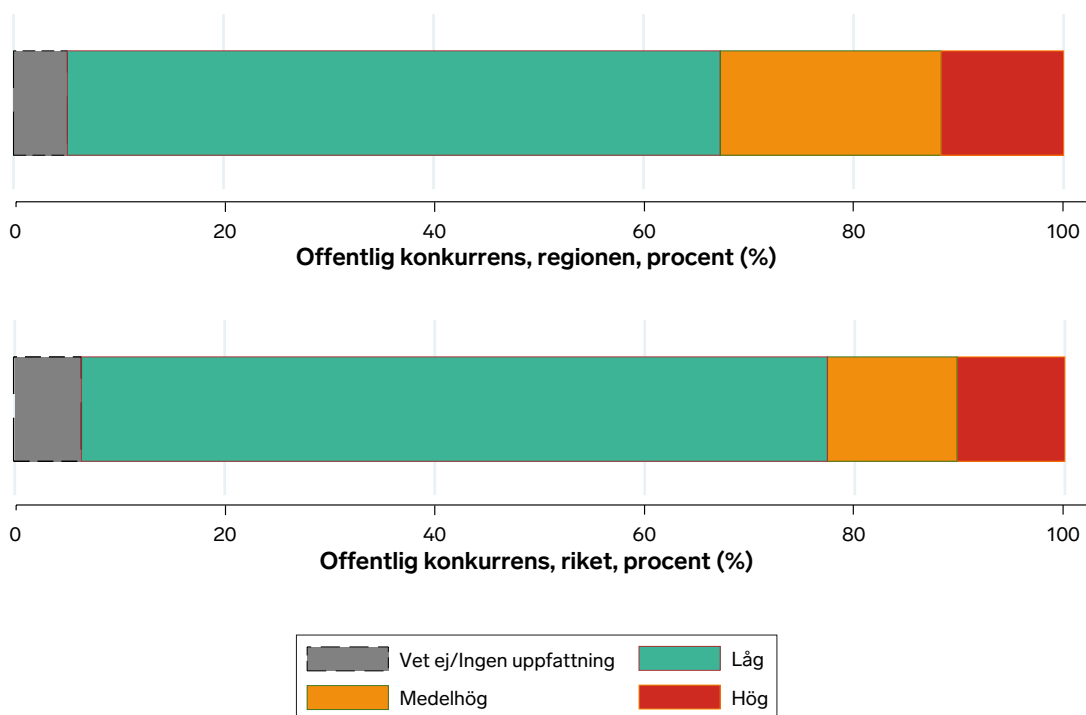 0 20 40 60 80 100
Offentlig konkurrens, regionen, procent (%)
0 20 40 60 80 100
Offentlig konkurrens, riket, procent (%)
Vet ej/Ingen uppfattning Låg
Medelhög Hög